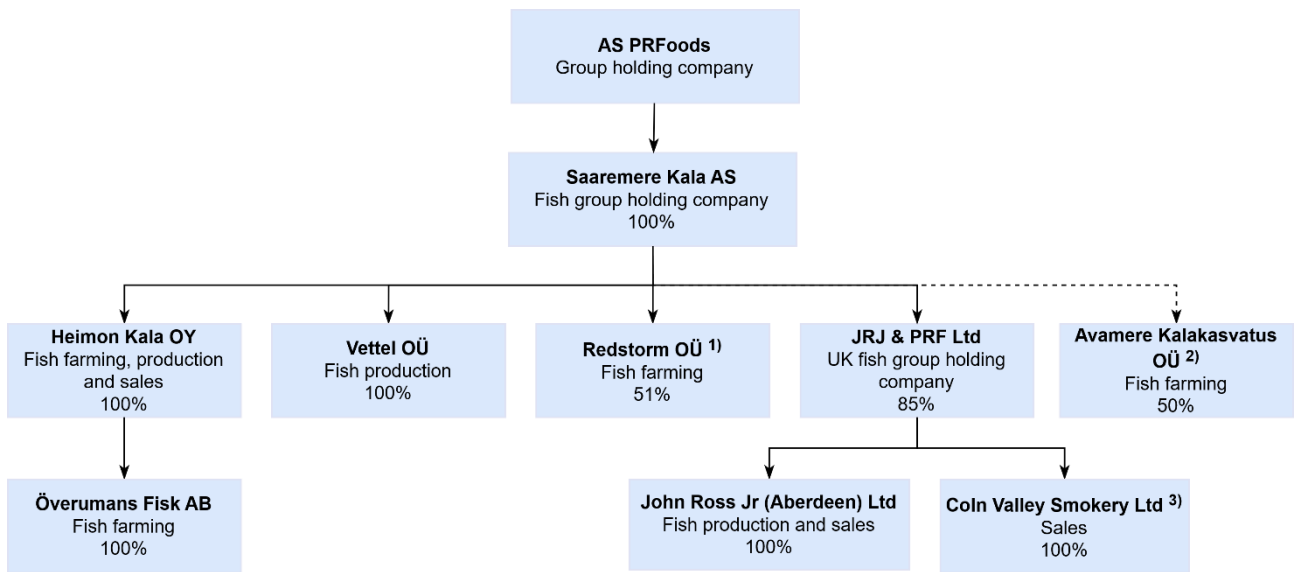 AS PRFoods
Group holding company
Saaremere Kala AS
Fish group holding company
100%
Heimon Kala OY
Fish farming, production
and sales
100%
Vettel OÜ
Fish production
100%
Redstorm OÜ 1)
Fish farming
51%
JRJ & PRF Ltd
UK fish group holding
company
85%
Avamere Kalakasvatus
OÜ 2)
Fish farming
50%
Överumans Fisk AB
Fish farming
100%
John Ross Jr (Aberdeen) Ltd
Fish production and sales
100%
Coln Valley Smokery Ltd 3)
Sales
100%